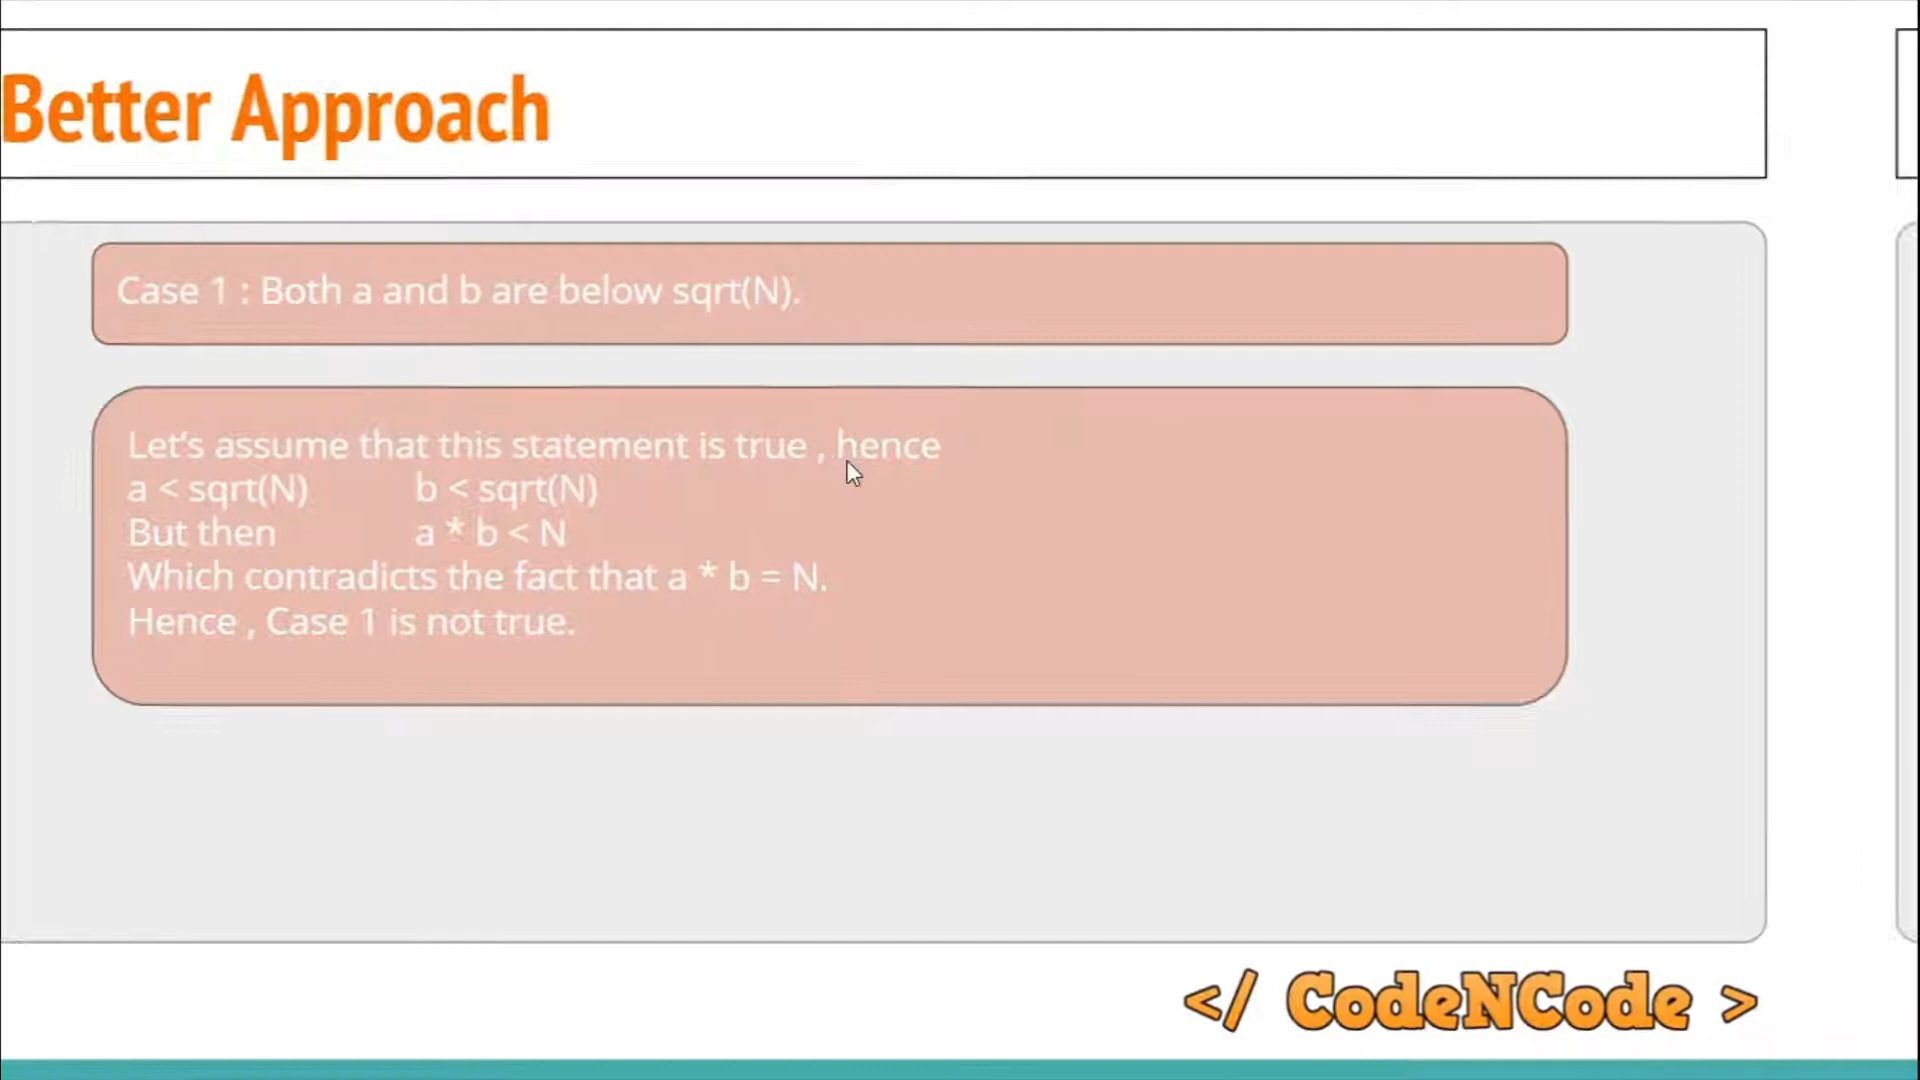 Better Approach
Case 1 : Both a and b are below sqrt(N).
Let's assume that this statement is true , hence
a < sqrt(N) b < sqrt(N)
But then a * b < N
Which contradicts the fact that a * b = N.
Hence , Case 1 is not true.
</ CodeNCode >